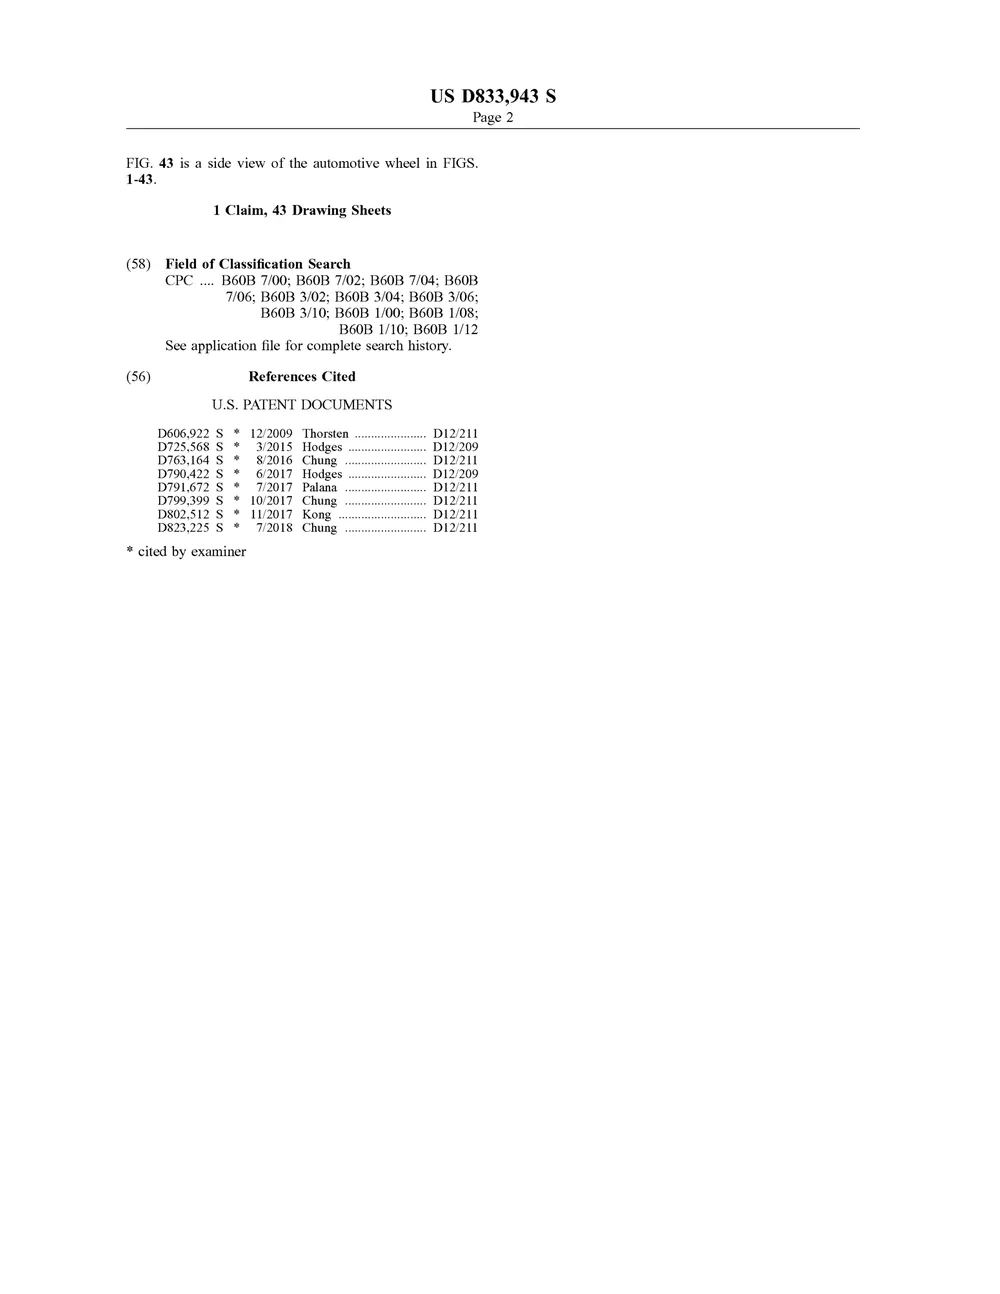 US D833,943 S
Page 2
FIG. 43 is a side view of the automotive wheel in FIGS.
1-43.
1 Claim, 43 Drawing Sheets
(58) Field of Classification Search
CPC .... B60B 7/00; B60B 7/02; B60B 7/04; B60B
7/06; B60B 3/02; B60B 3/04; B60B 3/06;
B60B 3/10; B60B 1/00; B60B 1/08;
B60B 1/10; B60B 1/12
See application file for complete search history.
(56) References Cited
U.S. PATENT DOCUMENTS
D606,922 S * 12/2009 Thorsten ...................... D12/211
D725,568 S * 3/2015 Hodges ........................ D12/209
D763,164 S * 8/2016 Chung ......................... D12/211
D790,422 S * 6/2017 Hodges ........................ D12/209
D791,672 S * 7/2017 Palana ......................... D12/211
D799,399 S * 10/2017 Chung ......................... D12/211
D802,512 S * 11/2017 Kong ........................... D12/211
D823,225 S * 7/2018 Chung ......................... D12/211
* cited by examiner